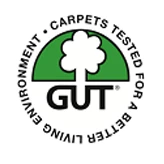 CARPETS TESTED FOR A BETTER LIVING ENVIRONMENT •
GUT®